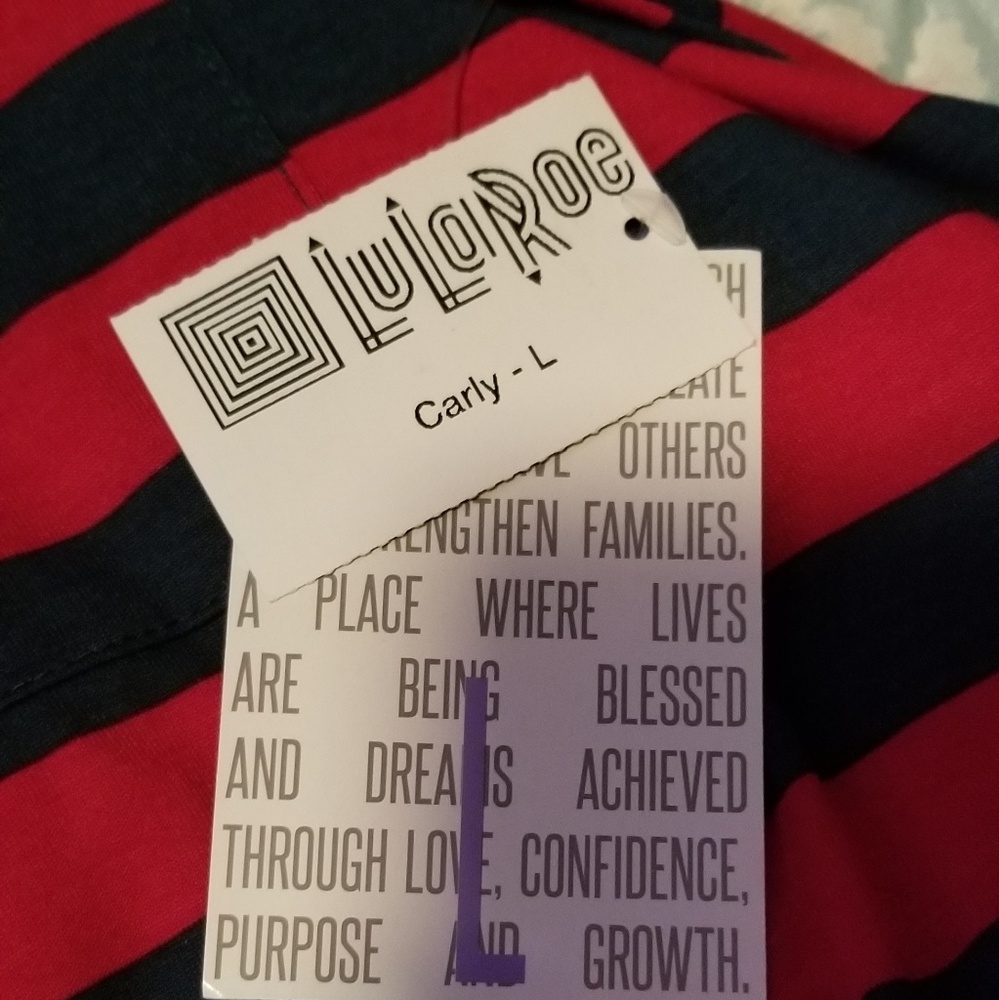 LuLaRoe
Carly - L
OTHERS
FAMILIES.
A PLACE WHERE LIVES
ARE BEING BLESSED
AND DREAMS ACHIEVED
THROUGH LOVE, CONFIDENCE,
PURPOSE AND GROWTH.
L